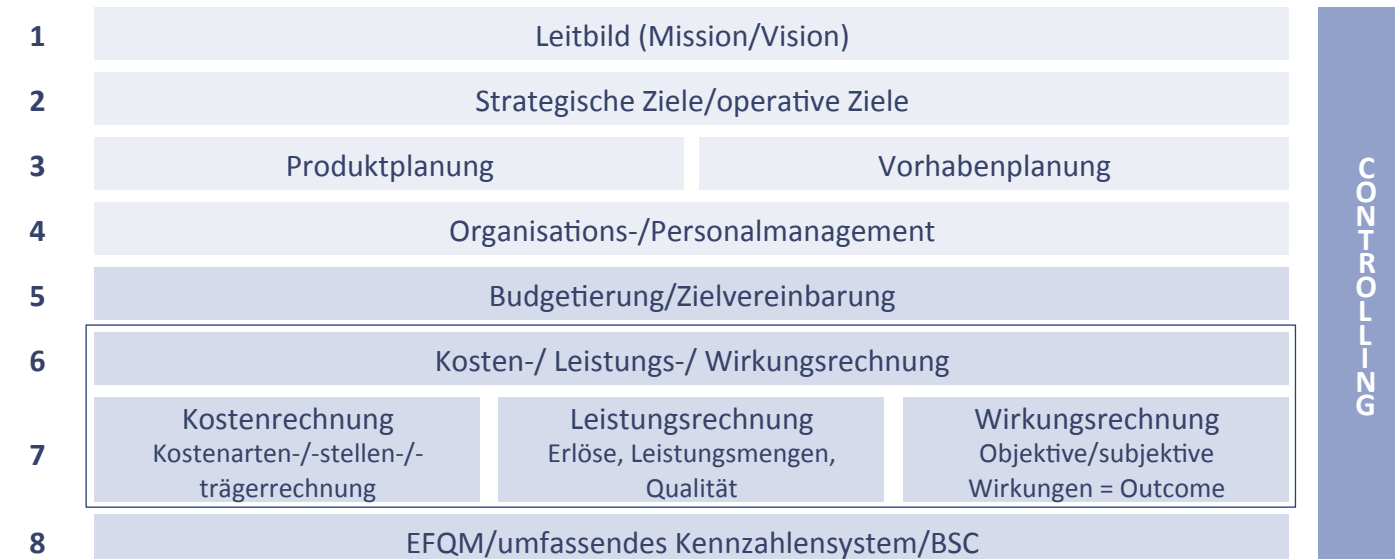 1 Leitbild (Mission/Vision)
2 Strategische Ziele/operative Ziele
3 Produktplanung Vorhabenplanung
4 Organisations-/Personalmanagement
5 Budgetierung/Zielvereinbarung
6 Kosten-/ Leistungs-/ Wirkungsrechnung
Kostenrechnung Leistungsrechnung Wirkungsrechnung
7 Kostenarten-/-stellen-/- Erlöse, Leistungsmengen, Objektive/subjektive
trägerrechnung Qualität Wirkungen = Outcome
8 EFQM/umfassendes Kennzahlensystem/BSC
CONTROLLING